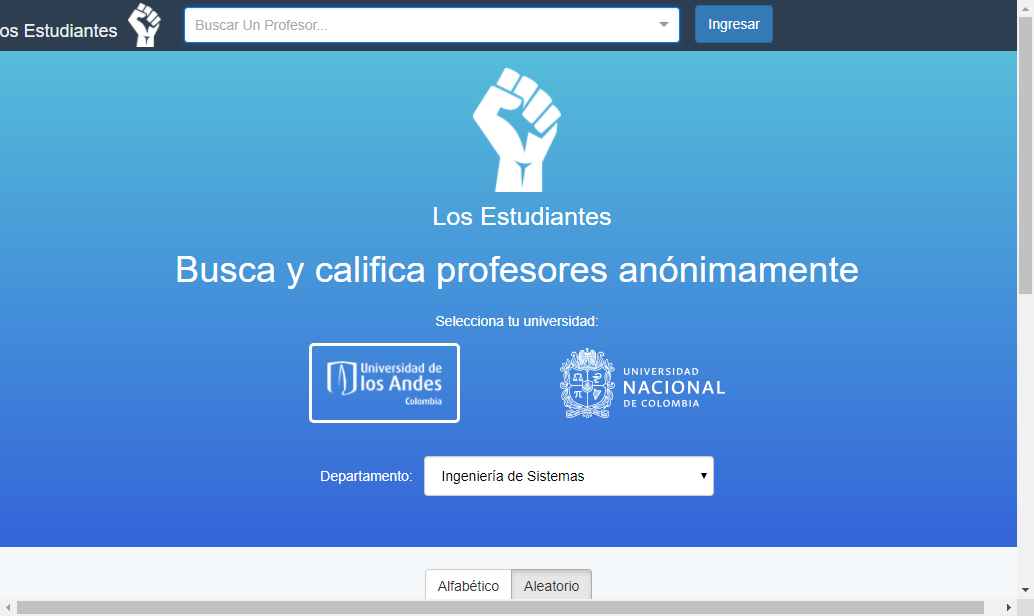 os Estudiantes
Buscar Un Profesor...
Ingresar
Los Estudiantes
Busca y califica profesores anónimamente
Selecciona tu universidad:
Universidad de
los Andes
Colombia
UNIVERSIDAD
NACIONAL
DE COLOMBIA
Departamento: Ingeniería de Sistemas
Alfabético Aleatorio